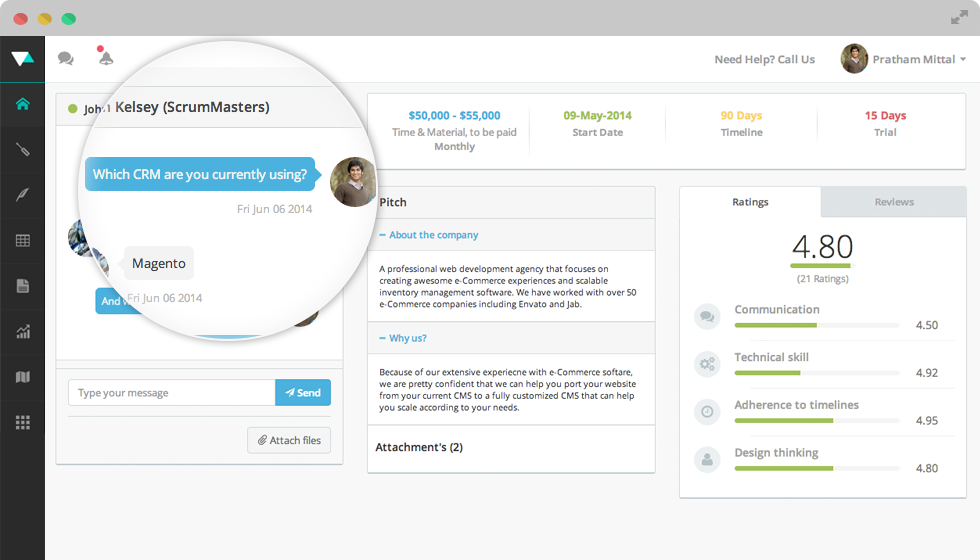 Need Help? Call Us
Pratham Mittal
Kelsey (ScrumMasters)
Which CRM are you currently using?
Fri Jun 06 2014
Magento
Fri Jun 06 2014
And
Type your message
Send
Attach files
$50,000 - $55,000
Time & Material, to be paid
Monthly
09-May-2014
Start Date
90 Days
Timeline
15 Days
Trial
Pitch
About the company
A professional web development agency that focuses on
creating awesome e-Commerce experiences and scalable
inventory management software. We have worked with over 50
e-Commerce companies including Envato and Jab.
Why us?
Because of our extensive experiecne with e-Commerce softare,
we are pretty confident that we can help you port your website
from your current CMS to a fully customized CMS that can help
you scale according to your needs.
Attachment's (2)
Ratings
Reviews
4.80
(21 Ratings)
Communication
4.50
Technical skill
4.92
Adherence to timelines
4.95
Design thinking
4.80